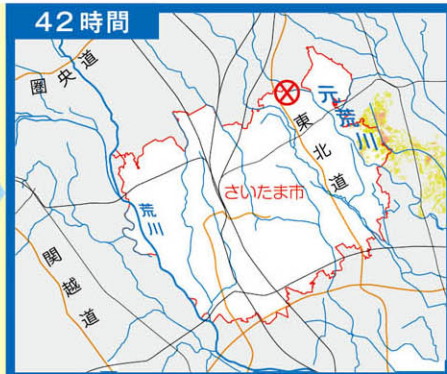 42時間
圏央道
元荒川
東北道
さいたま市
荒川
関越道